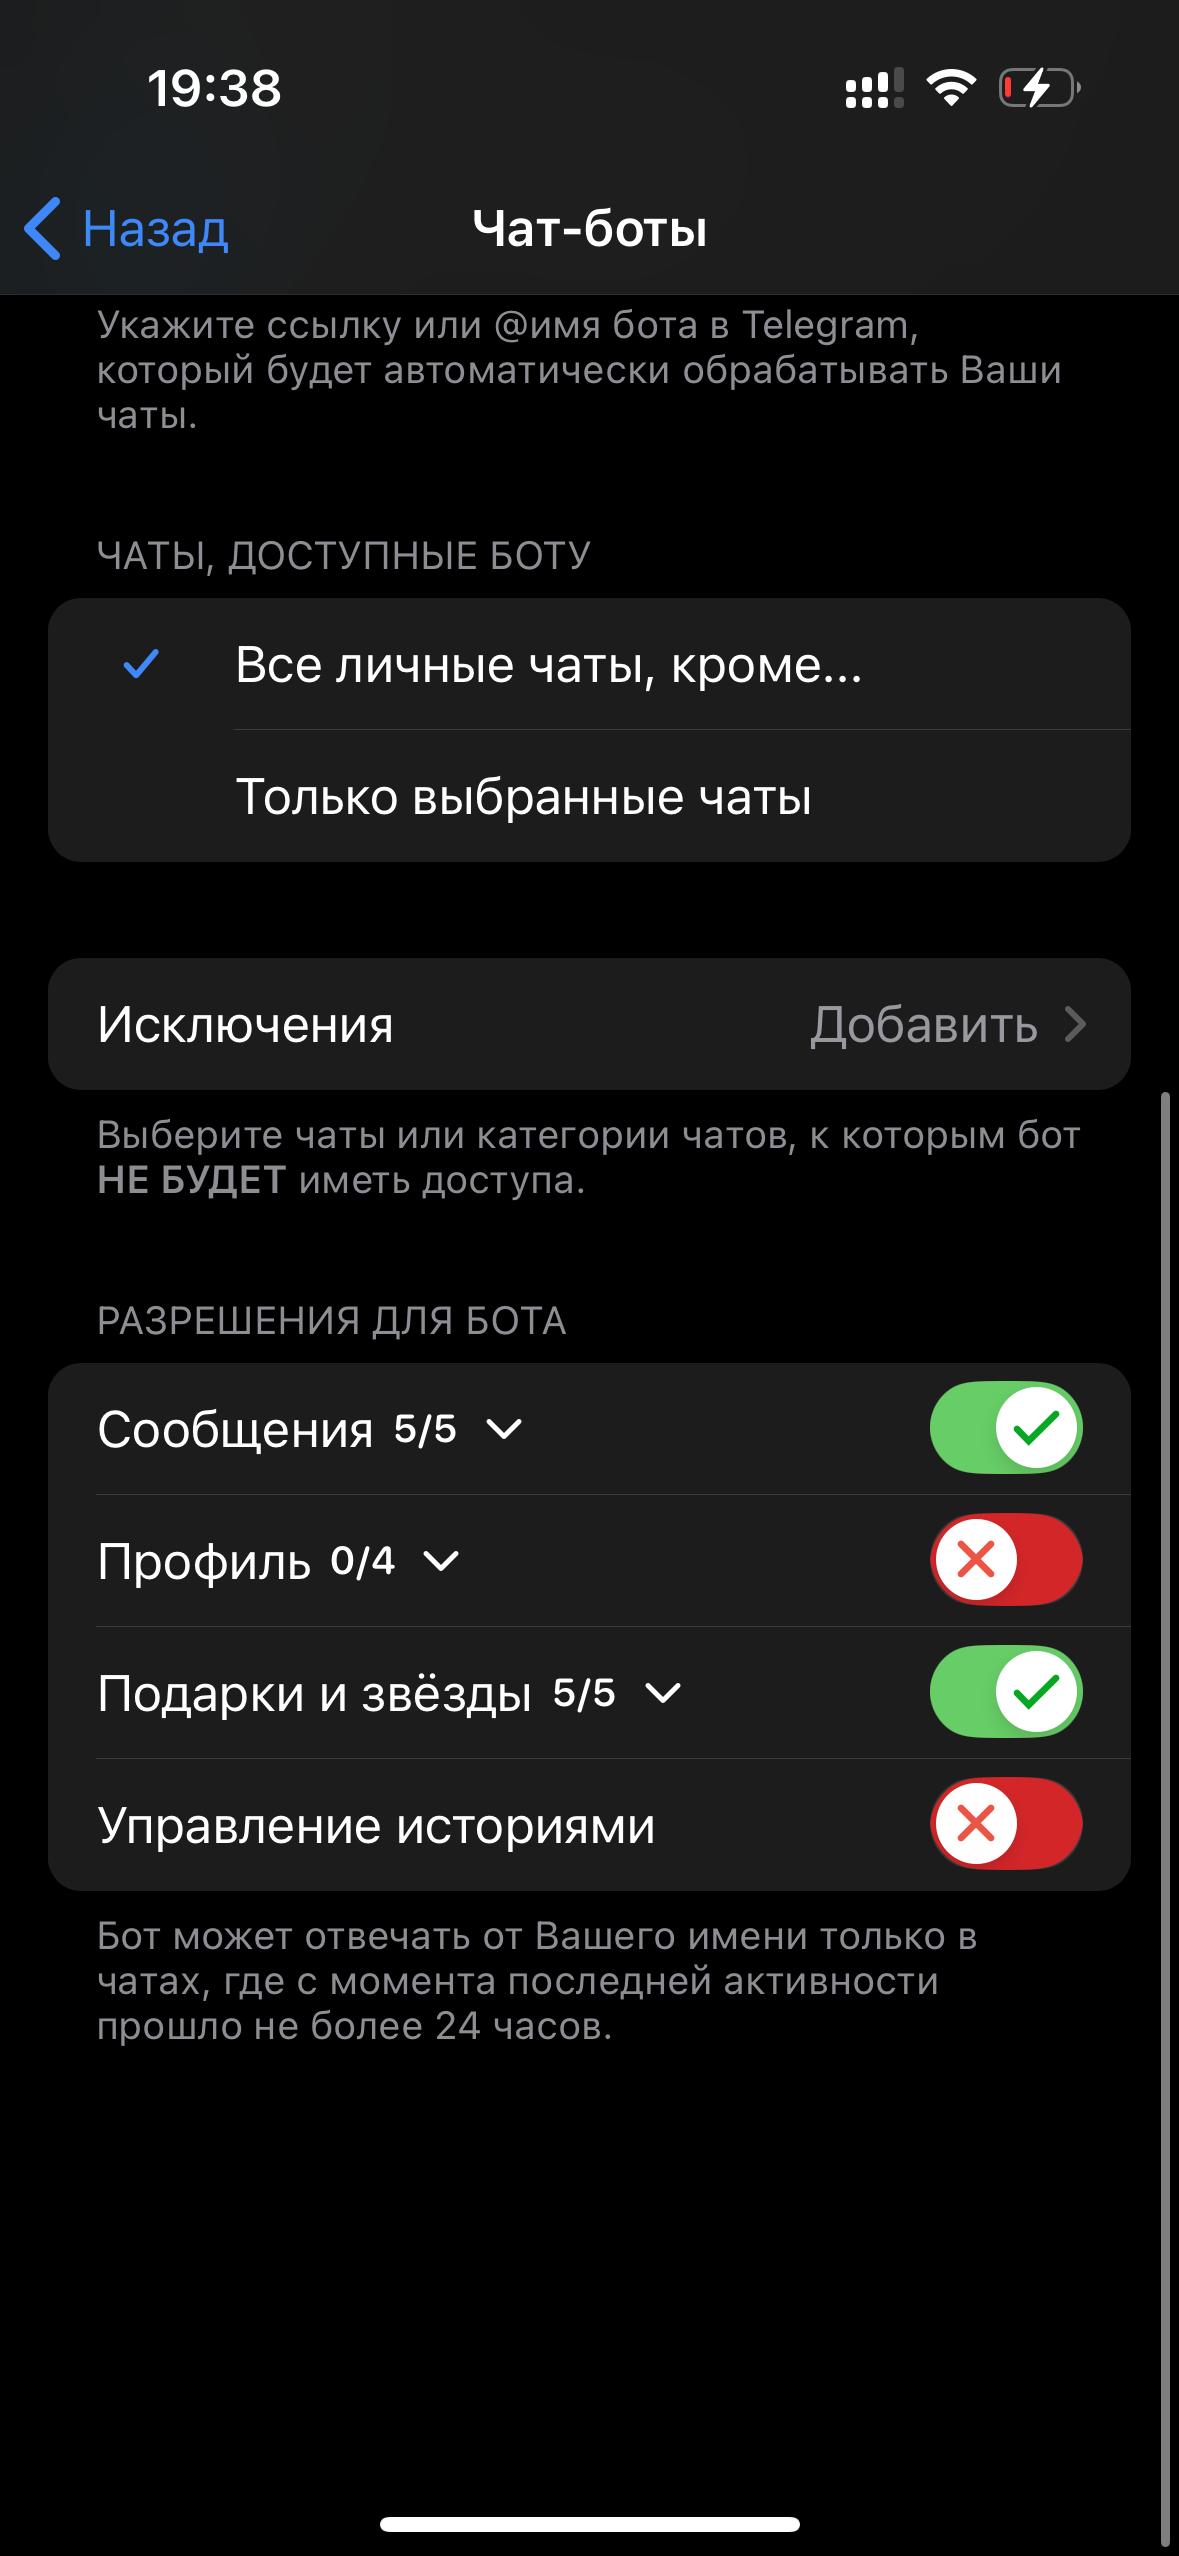 19:38
Назад
Чат-боты
Укажите ссылку или @имя бота в Telegram,
который будет автоматически обрабатывать Ваши
чаты.
ЧАТЫ, ДОСТУПНЫЕ БОТУ
Все личные чаты, кроме...
Только выбранные чаты
Исключения Добавить
Выберите чаты или категории чатов, к которым бот
НЕ БУДЕТ иметь доступа.
РАЗРЕШЕНИЯ ДЛЯ БОТА
Сообщения 5/5
Профиль 0/4
Подарки и звёзды 5/5
Управление историями
Бот может отвечать от Вашего имени только в
чатах, где с момента последней активности
прошло не более 24 часов.